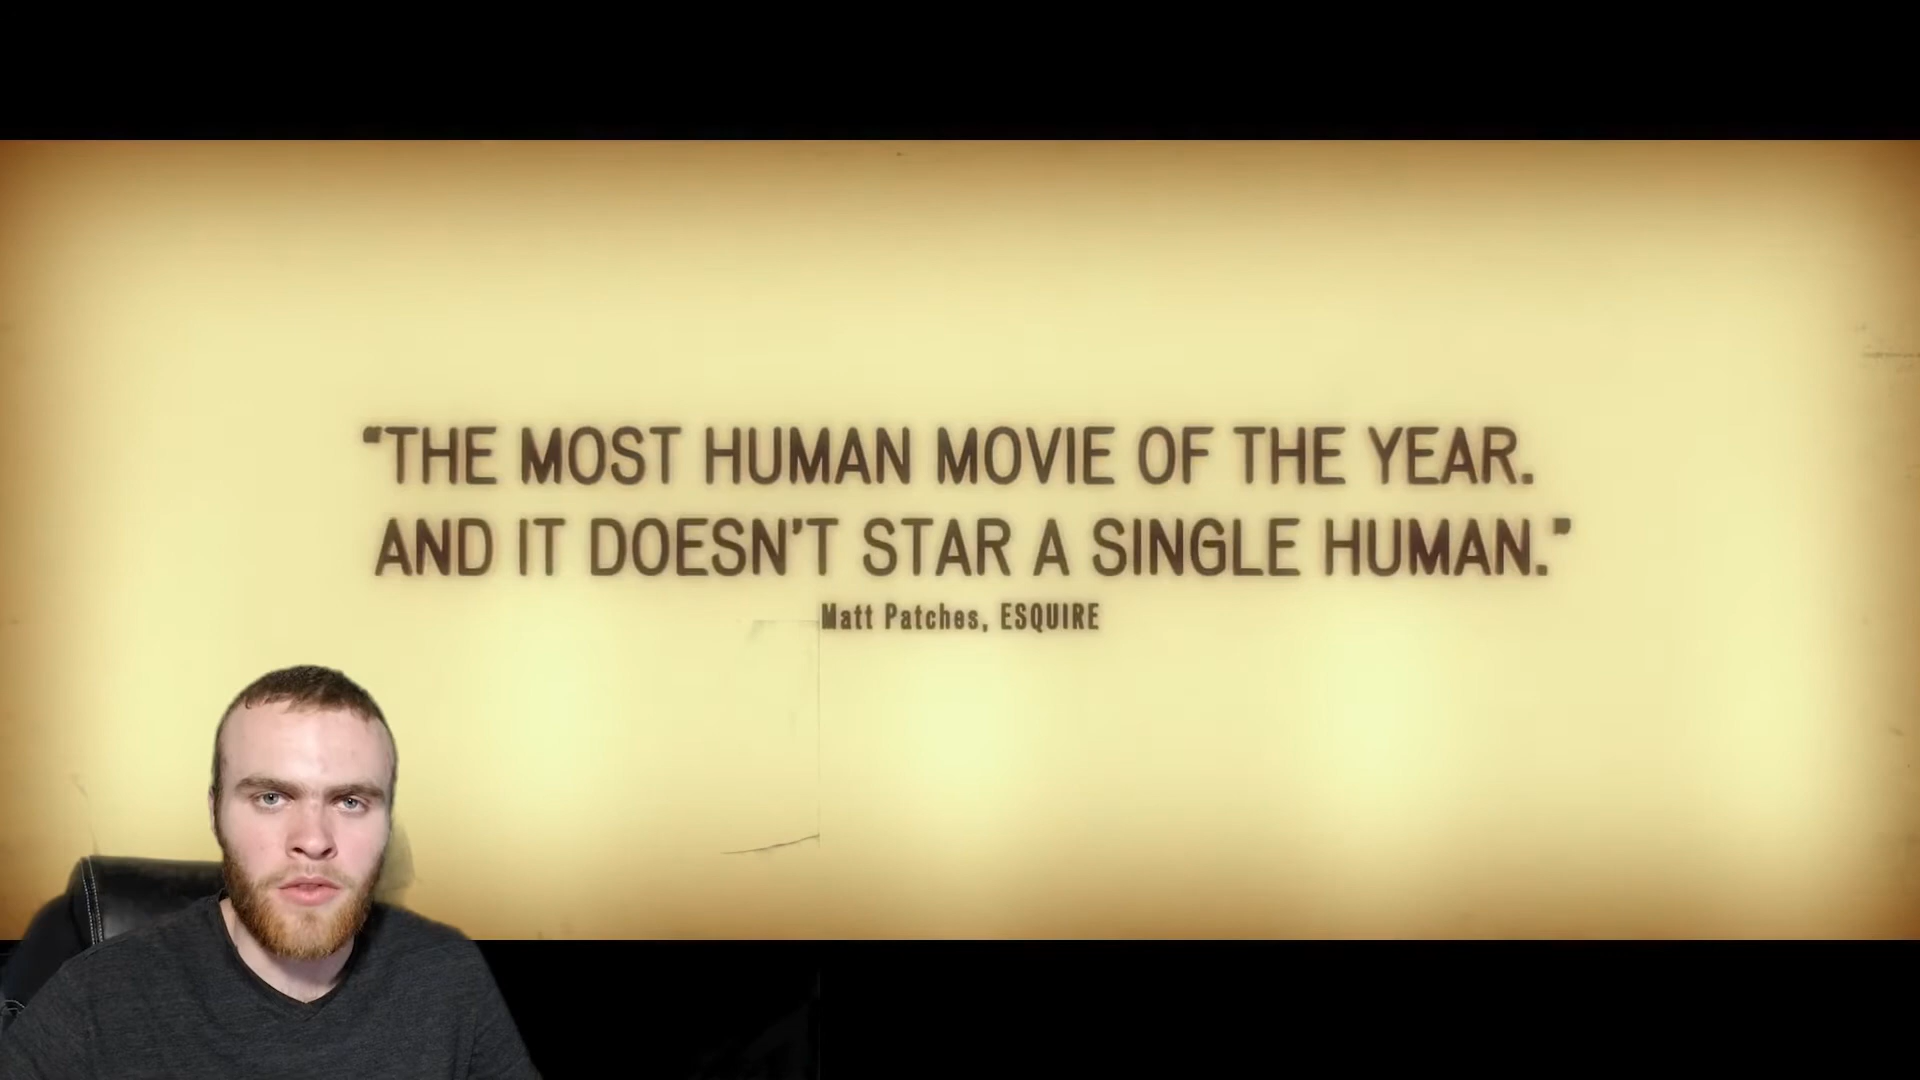 “THE MOST HUMAN MOVIE OF THE YEAR.
AND IT DOESN’T STAR A SINGLE HUMAN.”
Matt Patches, ESQUIRE